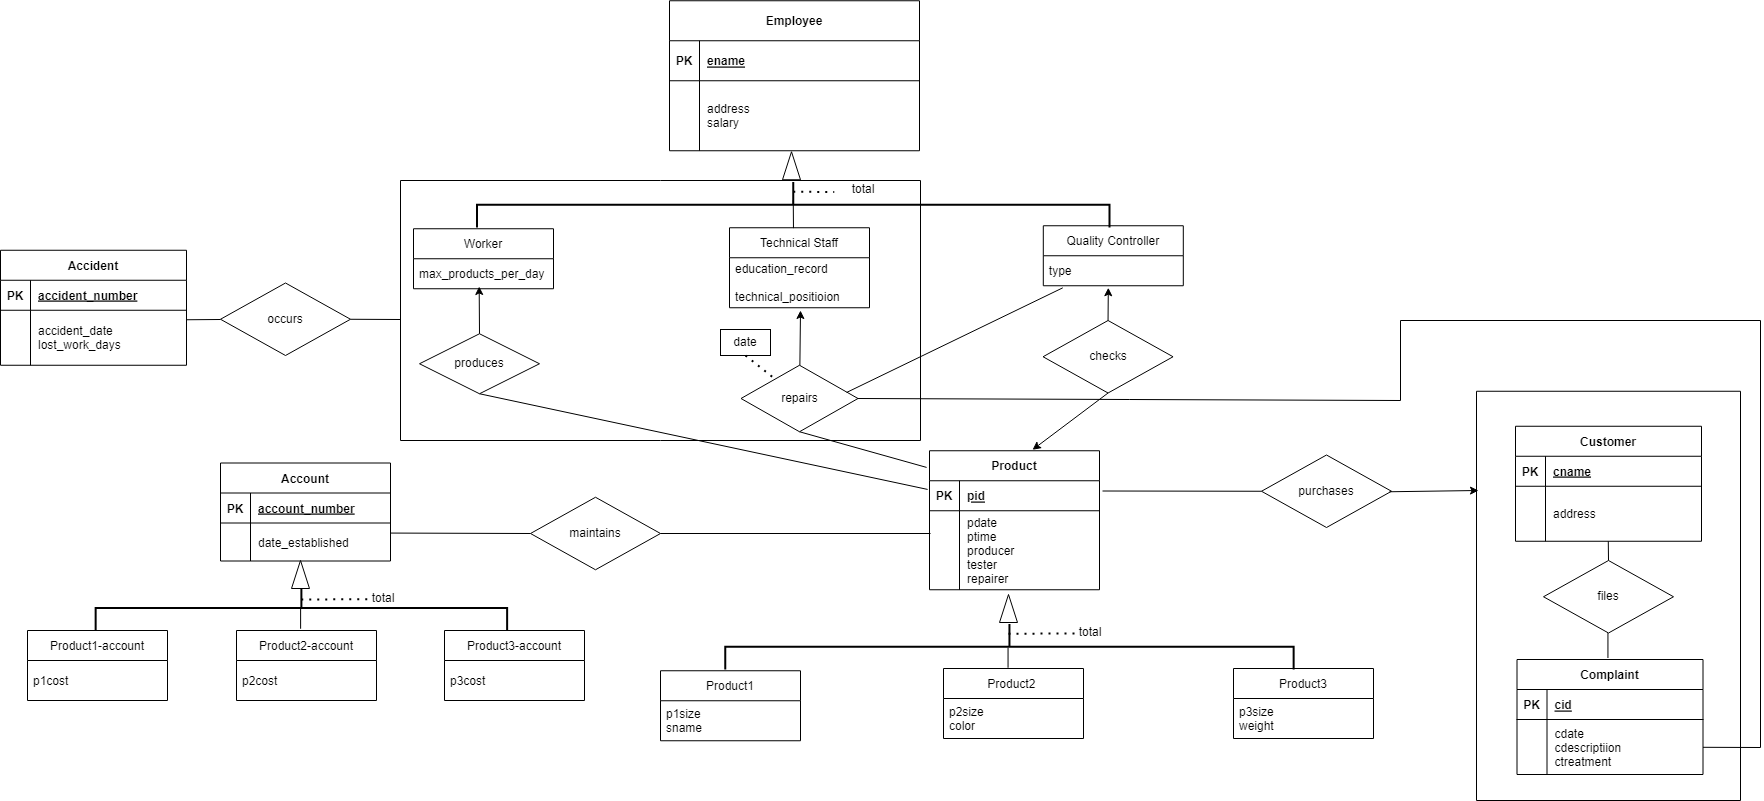 Employee
PK
ename
address
salary
total
Worker
max_products_per_day
Technical Staff
education_record
technical_positioion
Quality Controller
type
Accident
PK
accident_number
accident_date
lost_work_days
occurs
produces
date
repairs
checks
Account
PK
account_number
date_established
maintains
Product
PK
pid
pdate
ptime
producer
tester
repairer
purchases
Customer
PK
cname
address
files
Complaint
PK
cid
cdate
cdescriptiion
ctreatment
total
Product1-account
p1cost
Product2-account
p2cost
Product3-account
p3cost
total
Product1
p1size
sname
Product2
p2size
color
Product3
p3size
weight